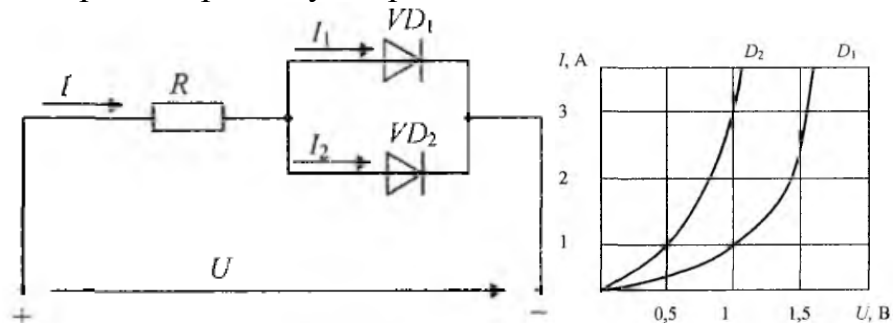 VD₁
I₁
I
R
VD₂
I₂
U
+
−
I, А
D₂
D₁
3
2
1
0,5
1
1,5
U, В